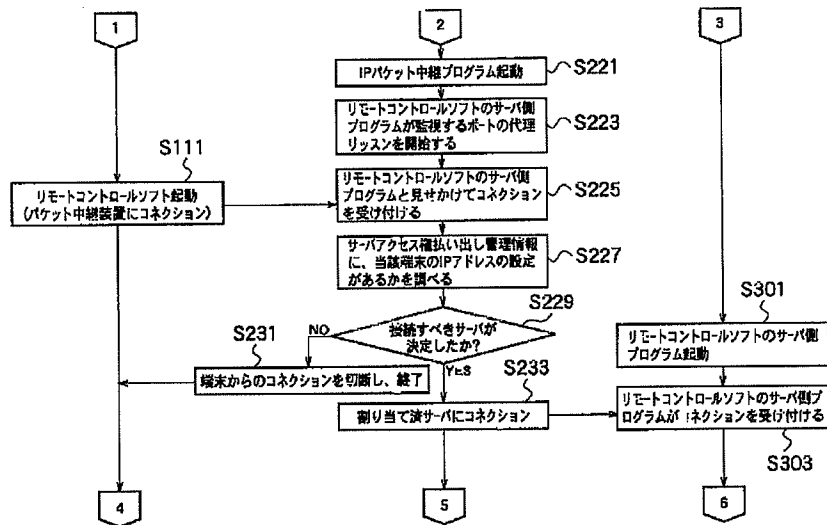 1
2
3
IPパケット中継プログラム起動
S221
リモートコントロールソフトのサーバ側
プログラムが監視するポートの代理
リッスンを開始する
S223
S111
リモートコントロールソフト起動
(パケット中継装置にコネクション)
リモートコントロールソフトのサーバ側
プログラムと見せかけてコネクション
を受け付ける
S225
サーバアクセス権払い出し管理情報
に、当該端末のIPアドレスの設定
があるかを調べる
S227
S229
接続すべきサーバが
決定したか?
NO
YES
S231
端末からのコネクションを切断し、終了
S233
割り当て済サーバにコネクション
S301
リモートコントロールソフトのサーバ側
プログラム起動
リモートコントロールソフトのサーバ側プ
ログラムがコネクションを受け付ける
S303
4
5
6